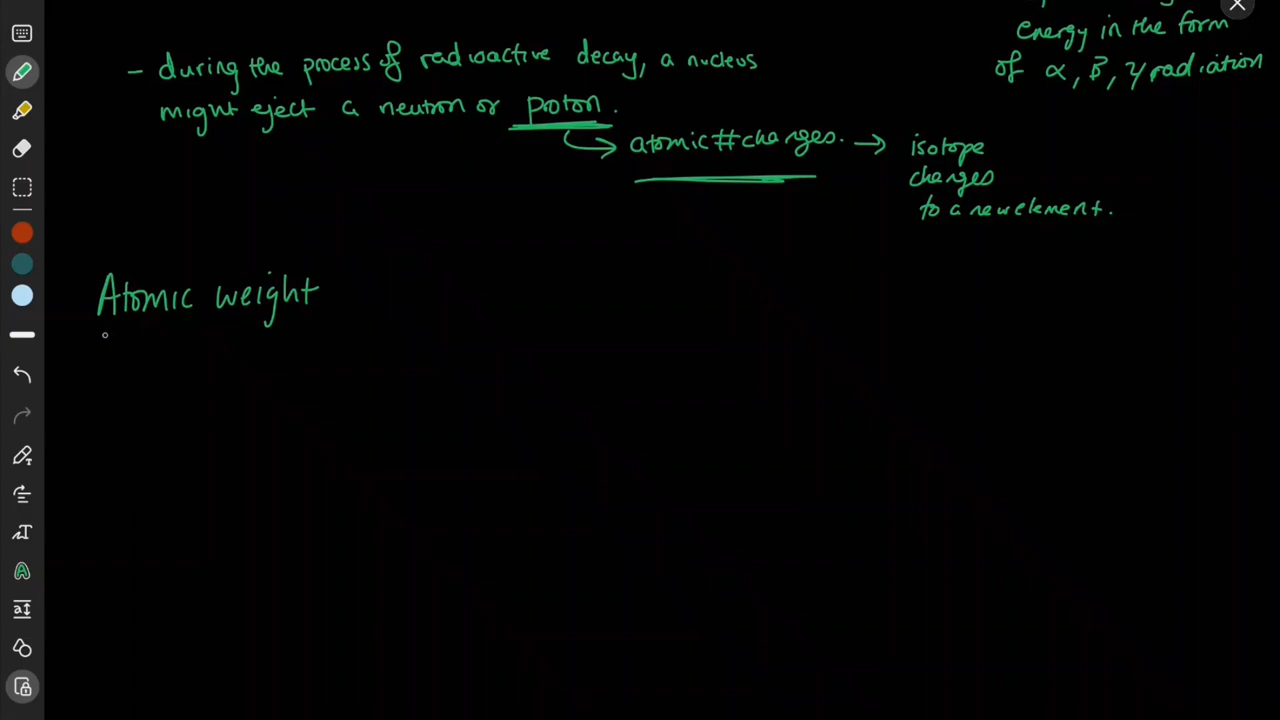 energy in the form
of α, β, γ radiation
- during the process of radioactive decay, a nucleus
might eject a neutron or proton.
atomic # changes. → isotope
changes
to a new element.
Atomic weight